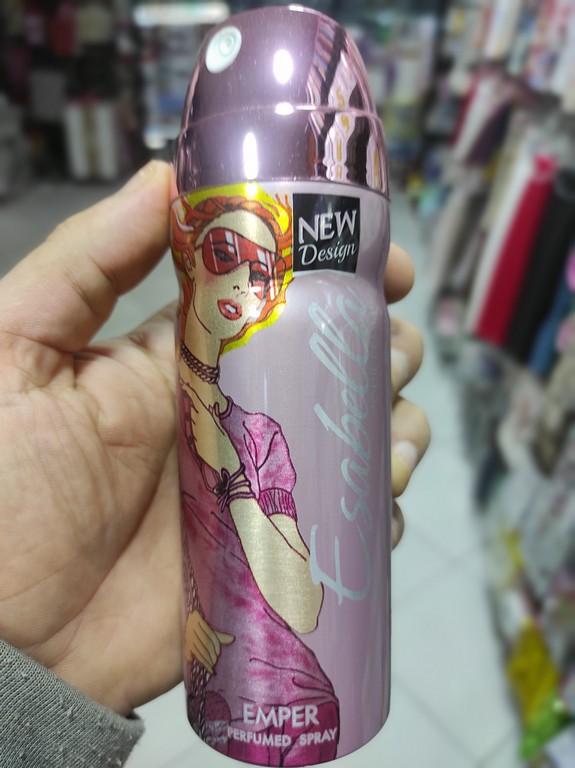 NEW
Design
Esabella
EMPER
PERFUMED SPRAY